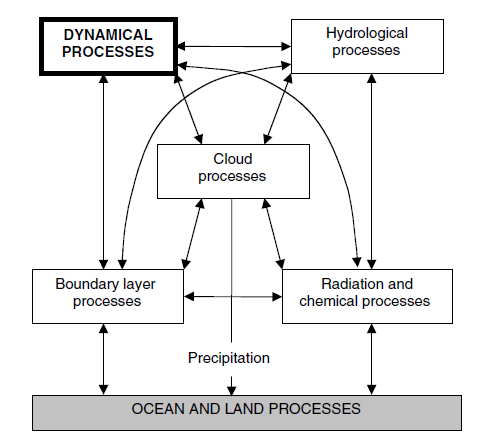 DYNAMICAL
PROCESSES
Hydrological
processes
Cloud
processes
Boundary layer
processes
Radiation and
chemical processes
Precipitation
OCEAN AND LAND PROCESSES